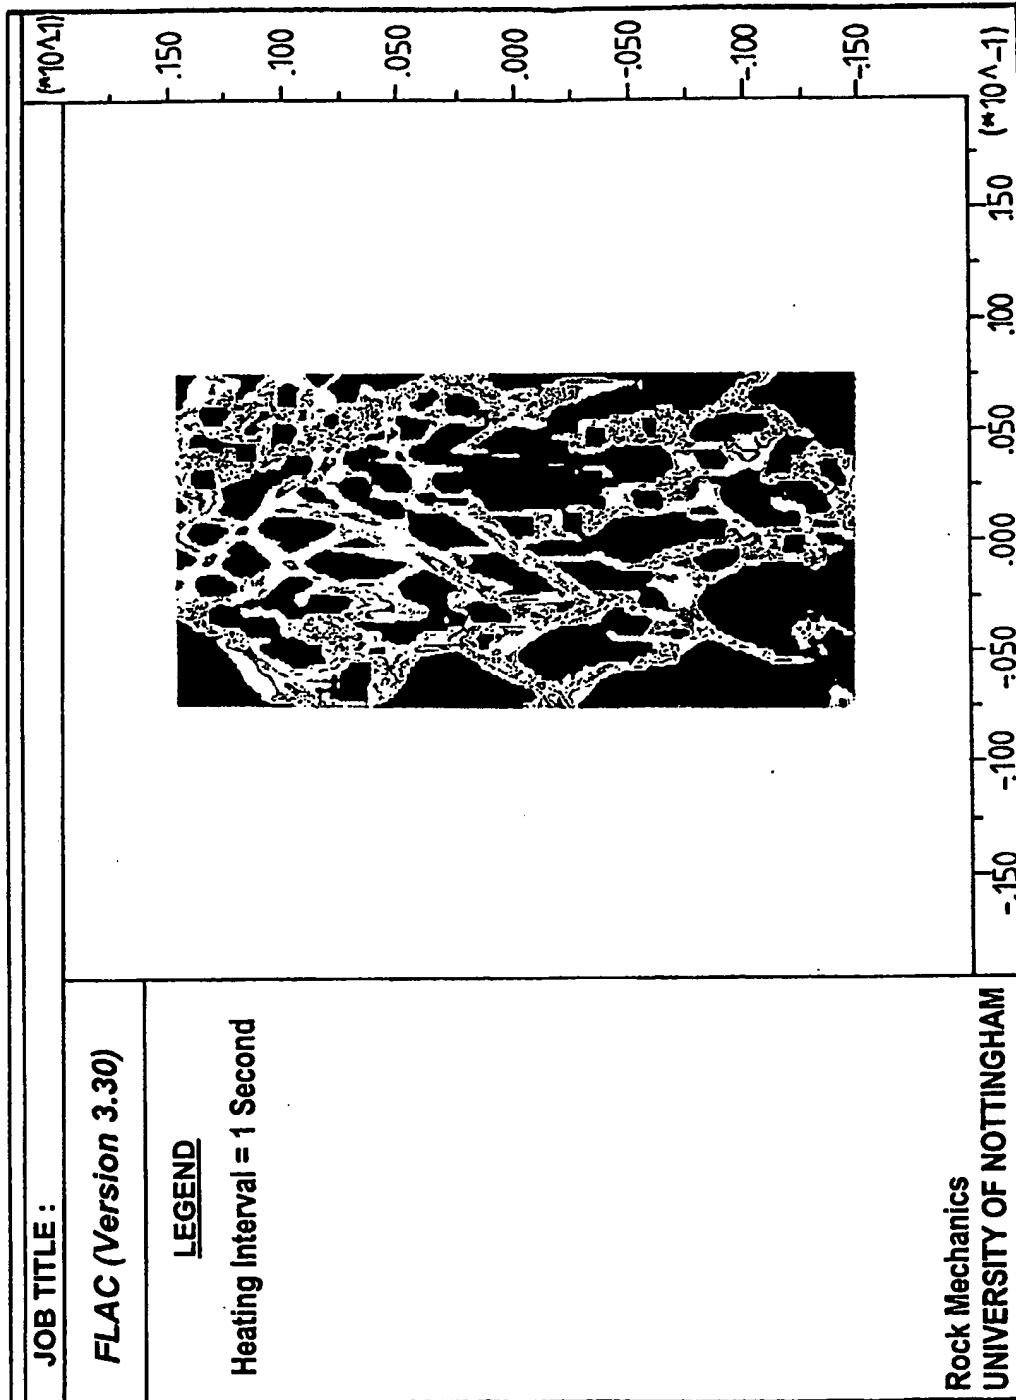 JOB TITLE :
FLAC (Version 3.30)
LEGEND
Heating Interval = 1 Second
Rock Mechanics
UNIVERSITY OF NOTTINGHAM
(*10^-1)
.150
.100
.050
.000
-.050
-.100
-.150
-.150
-.100
-.050
.000
.050
.100
.150
(*10^-1)